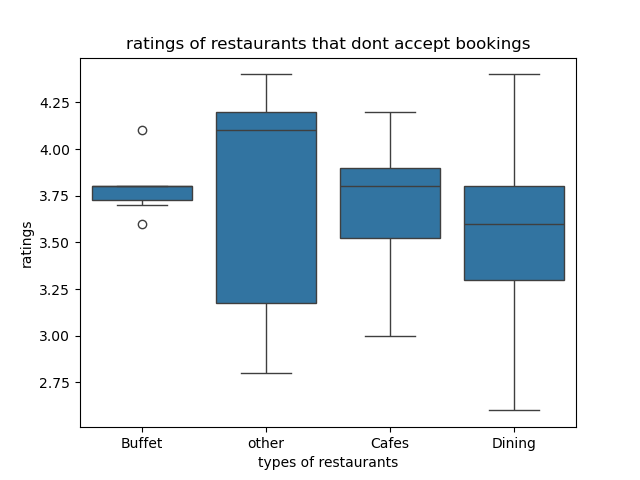 ratings of restaurants that dont accept bookings
ratings
4.25
4.00
3.75
3.50
3.25
3.00
2.75
Buffet other Cafes Dining
types of restaurants